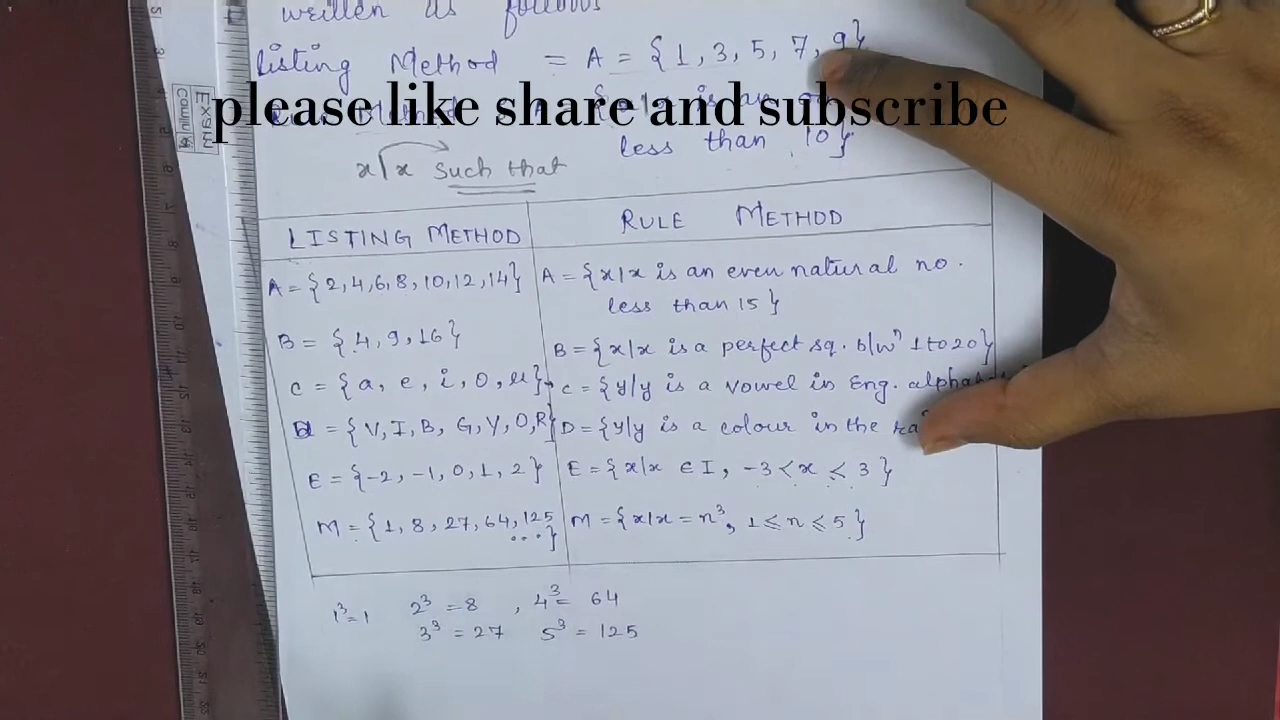 written as follows
Listing Method = A = {1, 3, 5, 7, 9}
Method
please like share and subscribe
less than 10}
x/x such that
LISTING METHOD RULE METHOD
A = {2,4,6,8,10,12,14} A = {x/x is an even natural no.
less than 15}
B = {4, 9, 16} B = {x/x is a perfect sq. b/wⁿ 1 to 20}
C = {a, e, i, o, u} C = {y/y is a vowel in Eng.
D = {V, I, B, G, Y, O, R} D = {y/y is a colour in the
E = {-2, -1, 0, 1, 2} E = {x/x ∈ I, -3 < x < 3}
M = {1, 8, 27, 64, 125 M = {x/x = n³, 1 ≤ n ≤ 5}
...}
1³=1 2³ = 8 , 4³ = 64
3³ = 27 5³ = 125